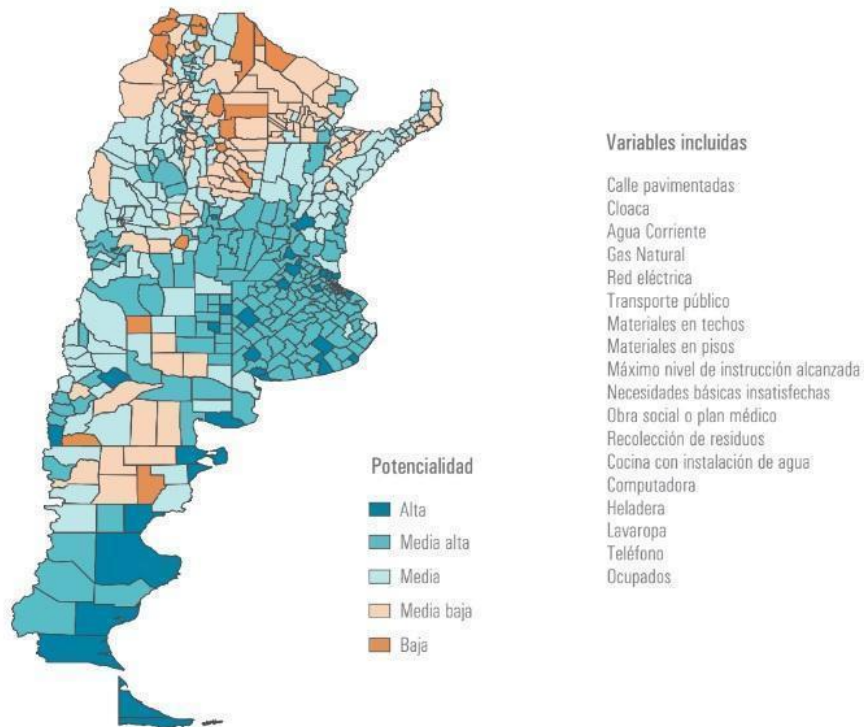 Variables incluidas
Calle pavimentadas
Cloaca
Agua Corriente
Gas Natural
Red eléctrica
Transporte público
Materiales en techos
Materiales en pisos
Máximo nivel de instrucción alcanzada
Necesidades básicas insatisfechas
Obra social o plan médico
Recolección de residuos
Cocina con instalación de agua
Computadora
Heladera
Lavaropa
Teléfono
Ocupados
Potencialidad
Alta
Media alta
Media
Media baja
Baja